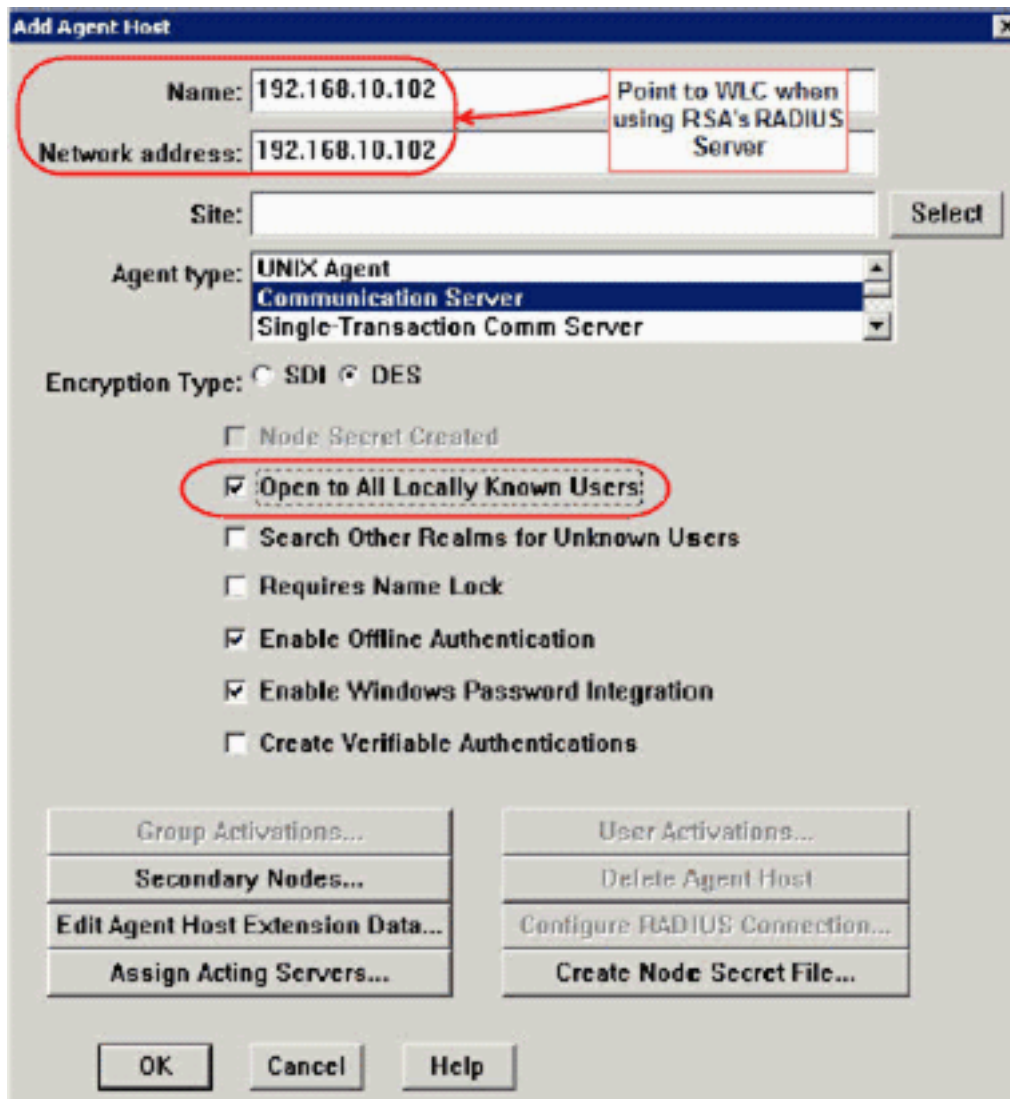 Add Agent Host
Name: 192.168.10.102
Point to WLC when
using RSA's RADIUS
Server
Network address: 192.168.10.102
Site:
Select
Agent type: UNIX Agent
Communication Server
Single-Transaction Comm Server
Encryption Type: SDI DES
Node Secret Created
Open to All Locally Known Users
Search Other Realms for Unknown Users
Requires Name Lock
Enable Offline Authentication
Enable Windows Password Integration
Create Verifiable Authentications
Group Activations... User Activations...
Secondary Nodes... Delete Agent Host
Edit Agent Host Extension Data... Configure RADIUS Connection...
Assign Acting Servers... Create Node Secret File...
OK Cancel Help